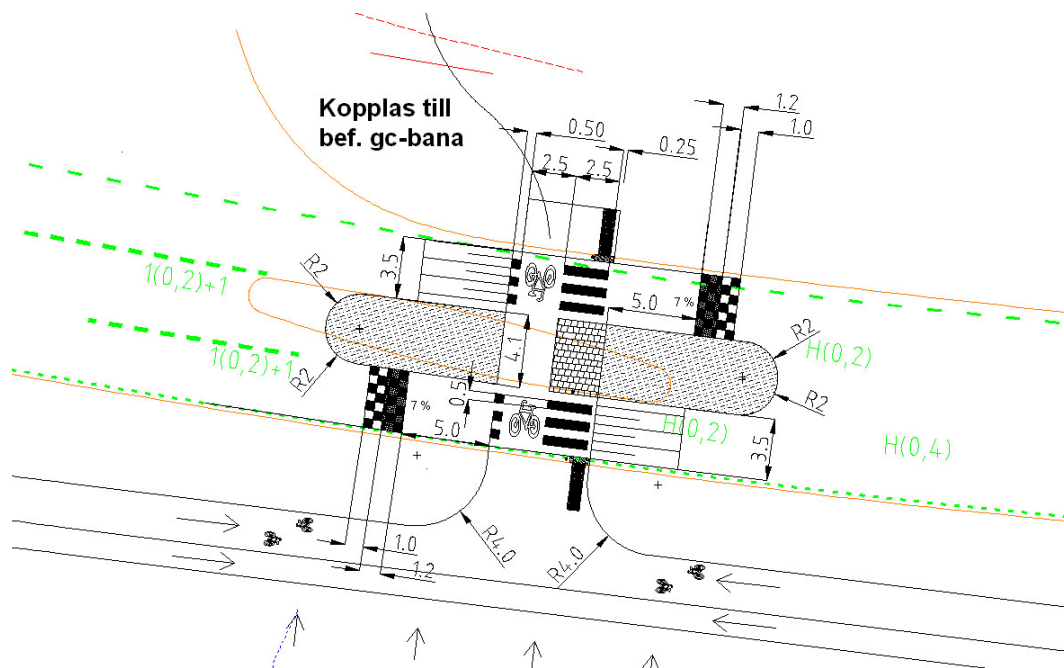 Kopplas till
bef. gc-bana
1.2
1.0
0.50
0.25
2.5
2.5
1(0,2)+1
1(0,2)+1
R2
R2
3.5
5.0
7%
R2
R2
H(0,2)
4.1
0.5
7%
5.0
H(0,2)
3.5
H(0,4)
1.0
1.2
R4.0
R4.0